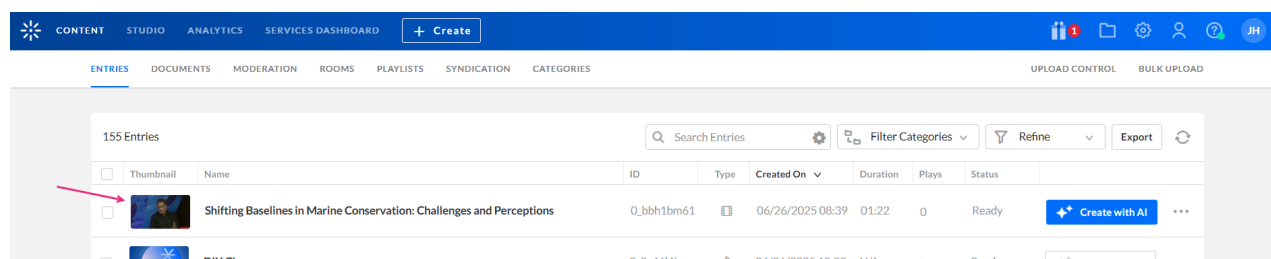 CONTENT STUDIO ANALYTICS SERVICES DASHBOARD + Create 1 JH
ENTRIES DOCUMENTS MODERATION ROOMS PLAYLISTS SYNDICATION CATEGORIES UPLOAD CONTROL BULK UPLOAD
155 Entries Search Entries Filter Categories Refine Export
Thumbnail Name ID Type Created On Duration Plays Status
Shifting Baselines in Marine Conservation: Challenges and Perceptions 0_bbh1bm61 06/26/2025 08:39 01:22 0 Ready Create with AI